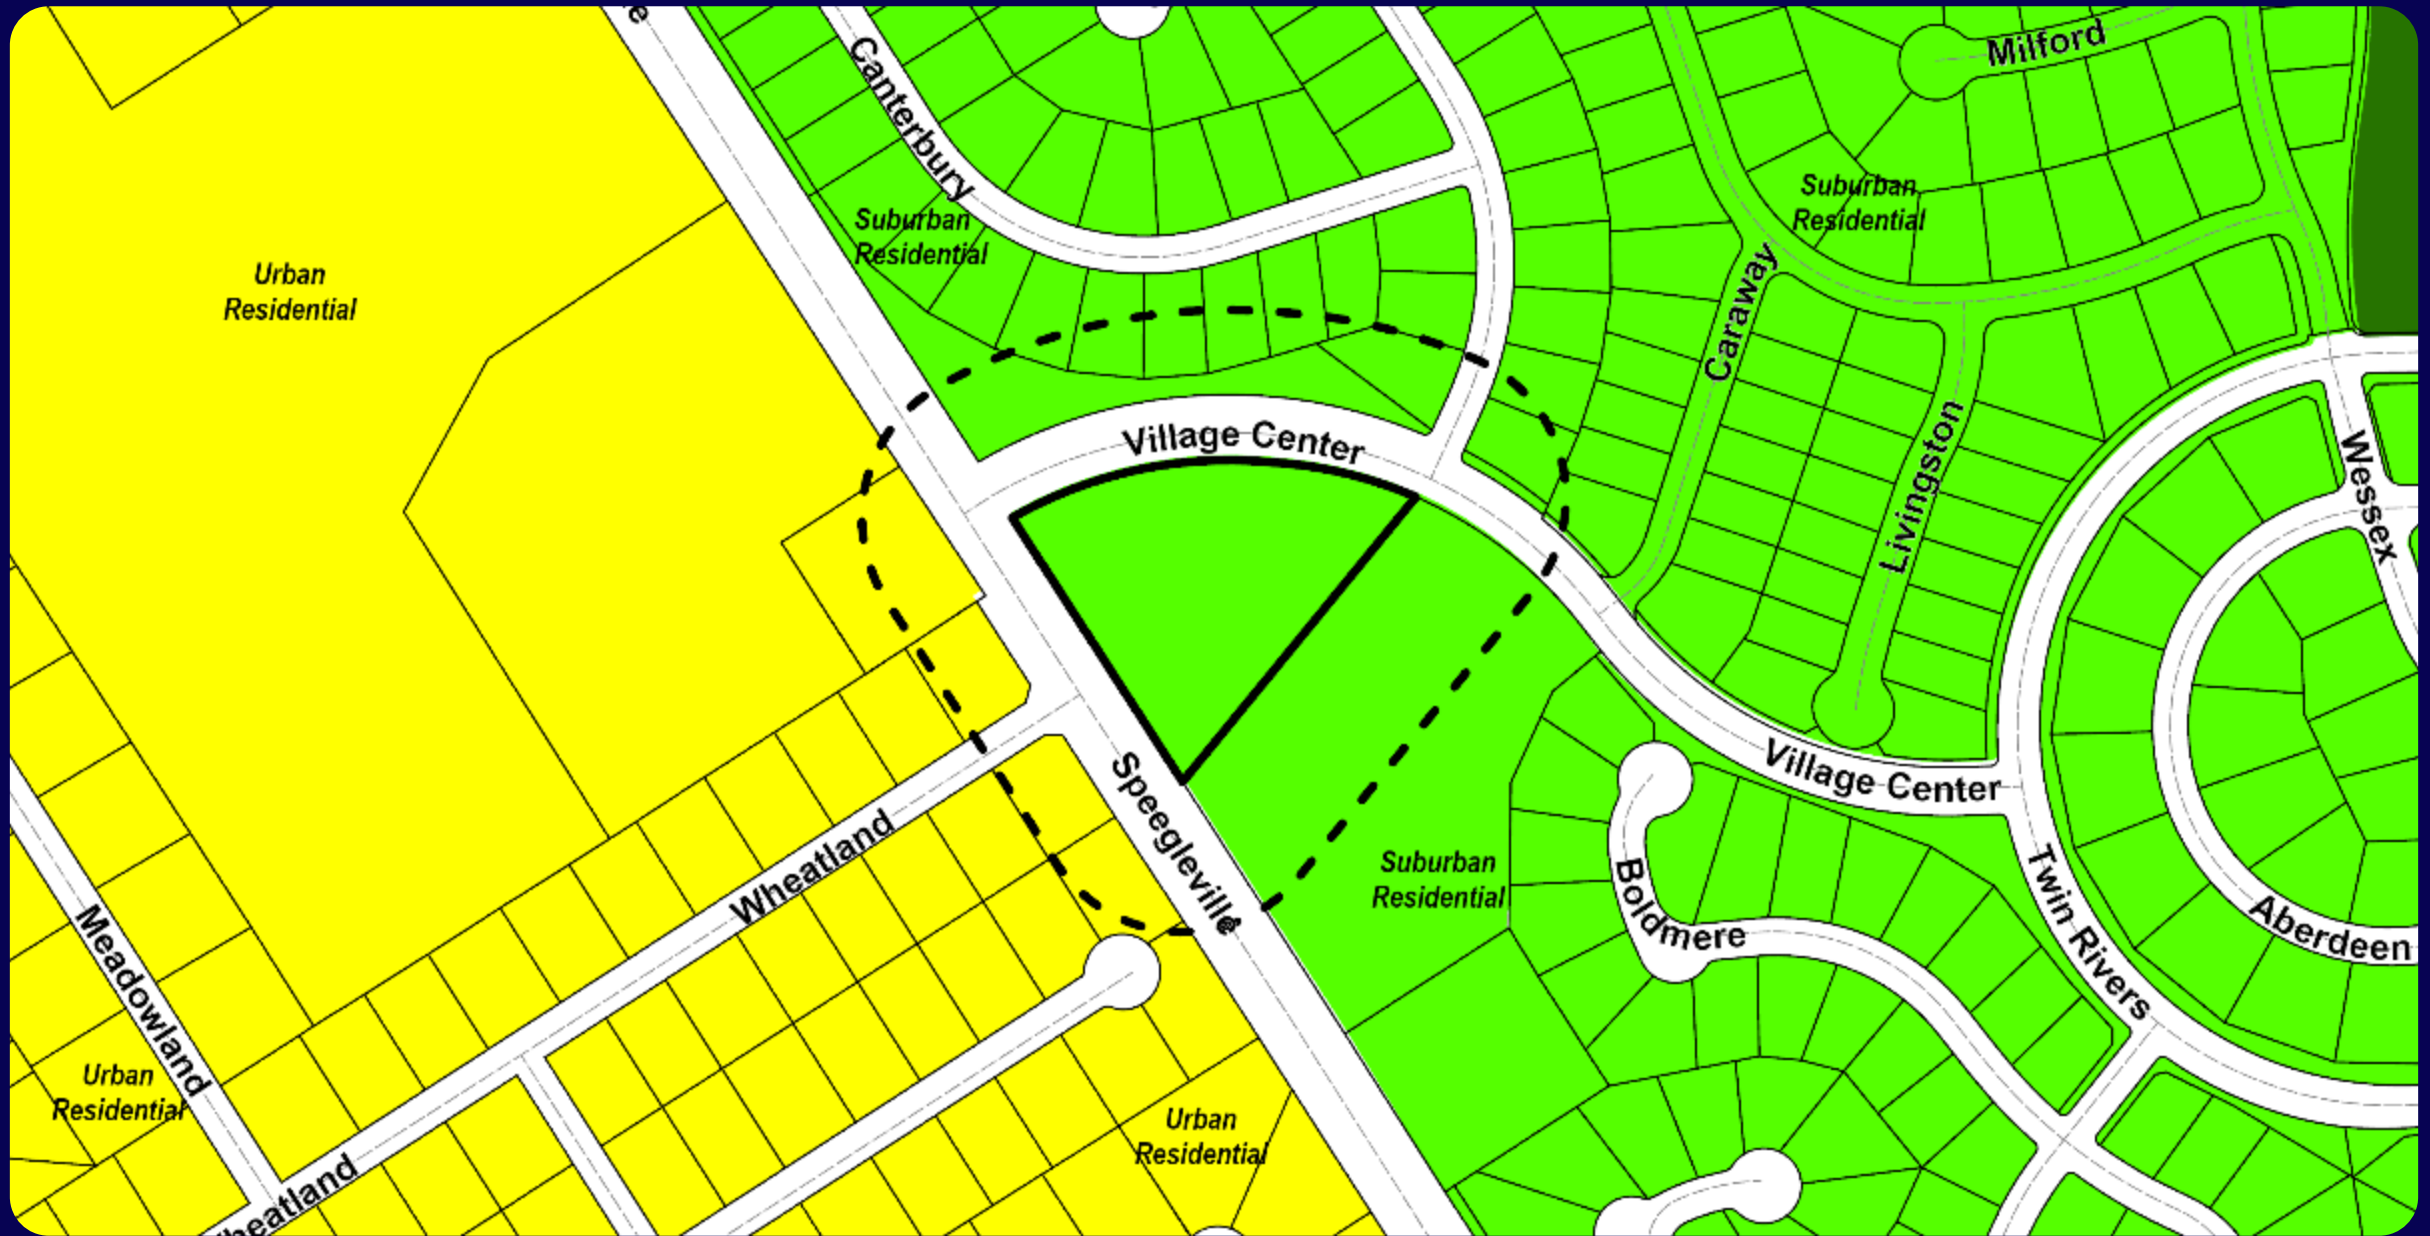 e
Canterbury
Milford
Suburban
Residential
Suburban
Residential
Urban
Residential
Caraway
Village Center
Livingston
Wessex
Village Center
Speegleville
Wheatland
Suburban
Residential
Boldmere
Twin Rivers
Aberdeen
Meadowland
Urban
Residential
Urban
Residential
heatland